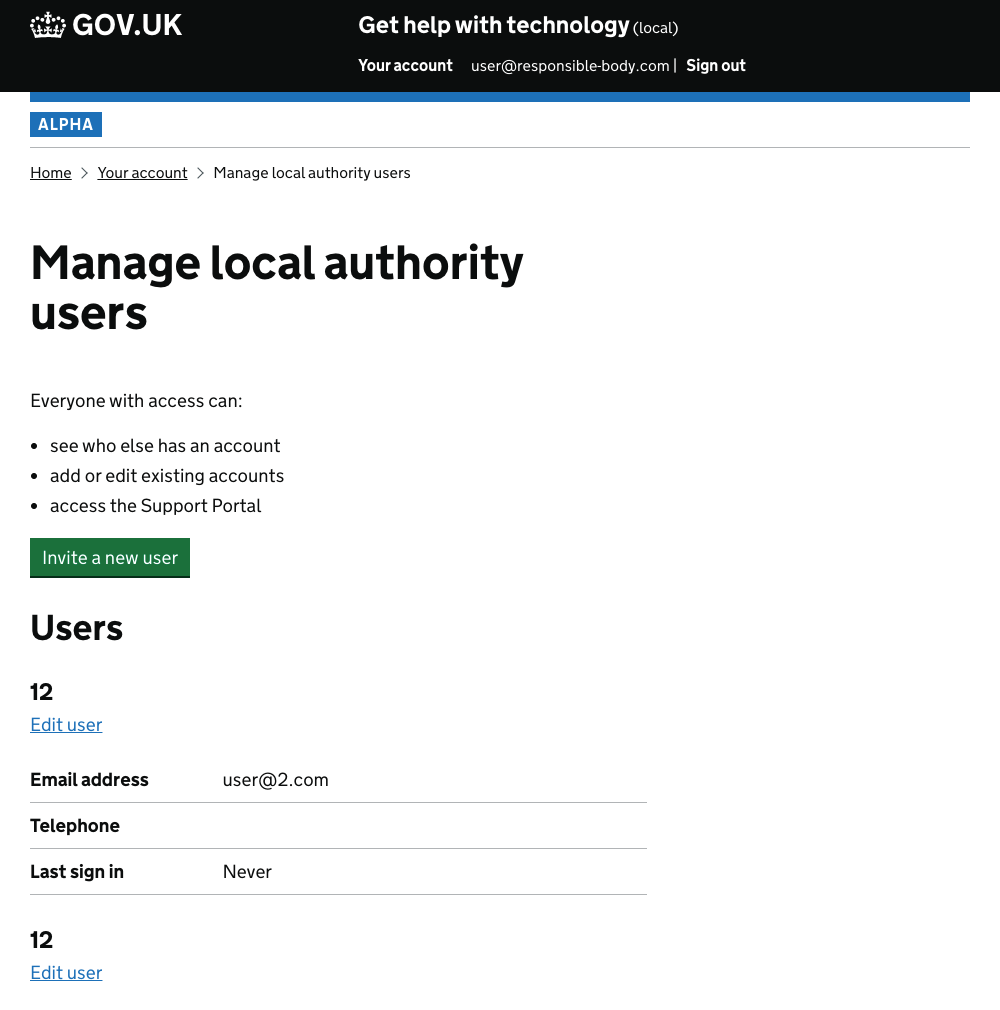 GOV.UK
Get help with technology (local)
Your account user@responsible-body.com | Sign out
ALPHA
Home > Your account > Manage local authority users
Manage local authority
users
Everyone with access can:
• see who else has an account
• add or edit existing accounts
• access the Support Portal
Invite a new user
Users
12
Edit user
Email address user@2.com
Telephone
Last sign in Never
12
Edit user